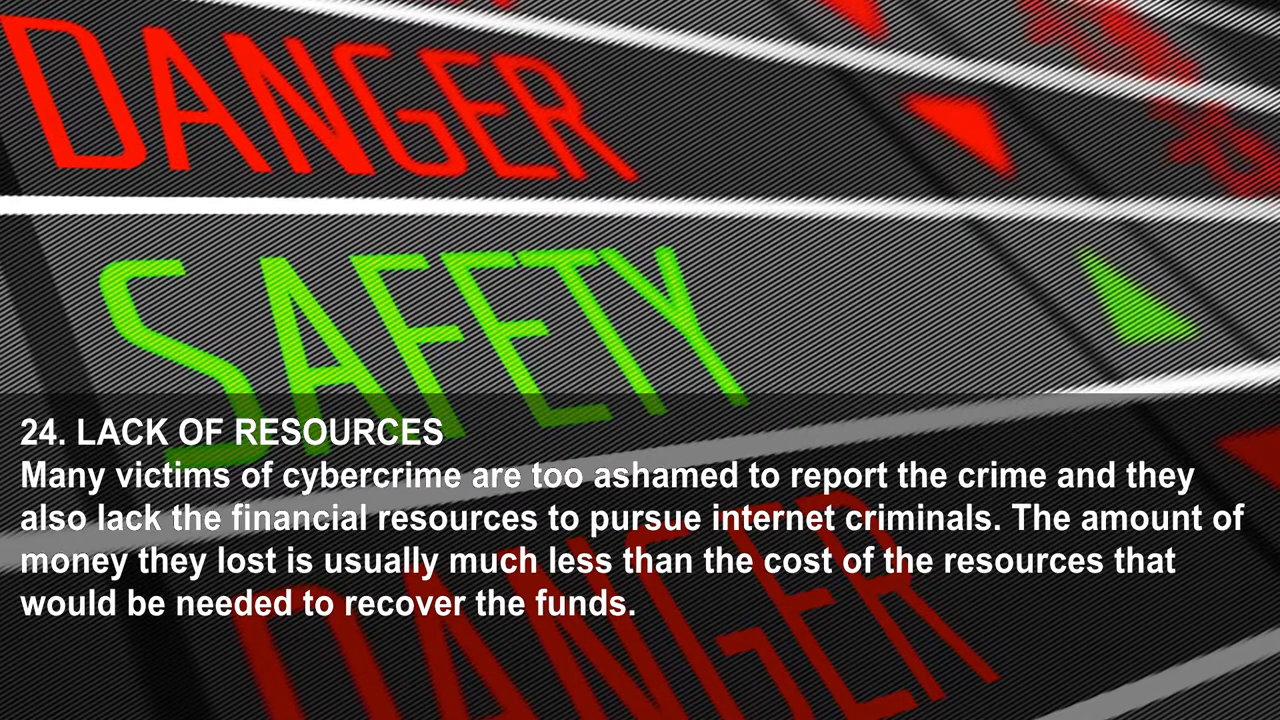 DANGER
SAFETY
24. LACK OF RESOURCES
Many victims of cybercrime are too ashamed to report the crime and they
also lack the financial resources to pursue internet criminals. The amount of
money they lost is usually much less than the cost of the resources that
would be needed to recover the funds.
DANGER